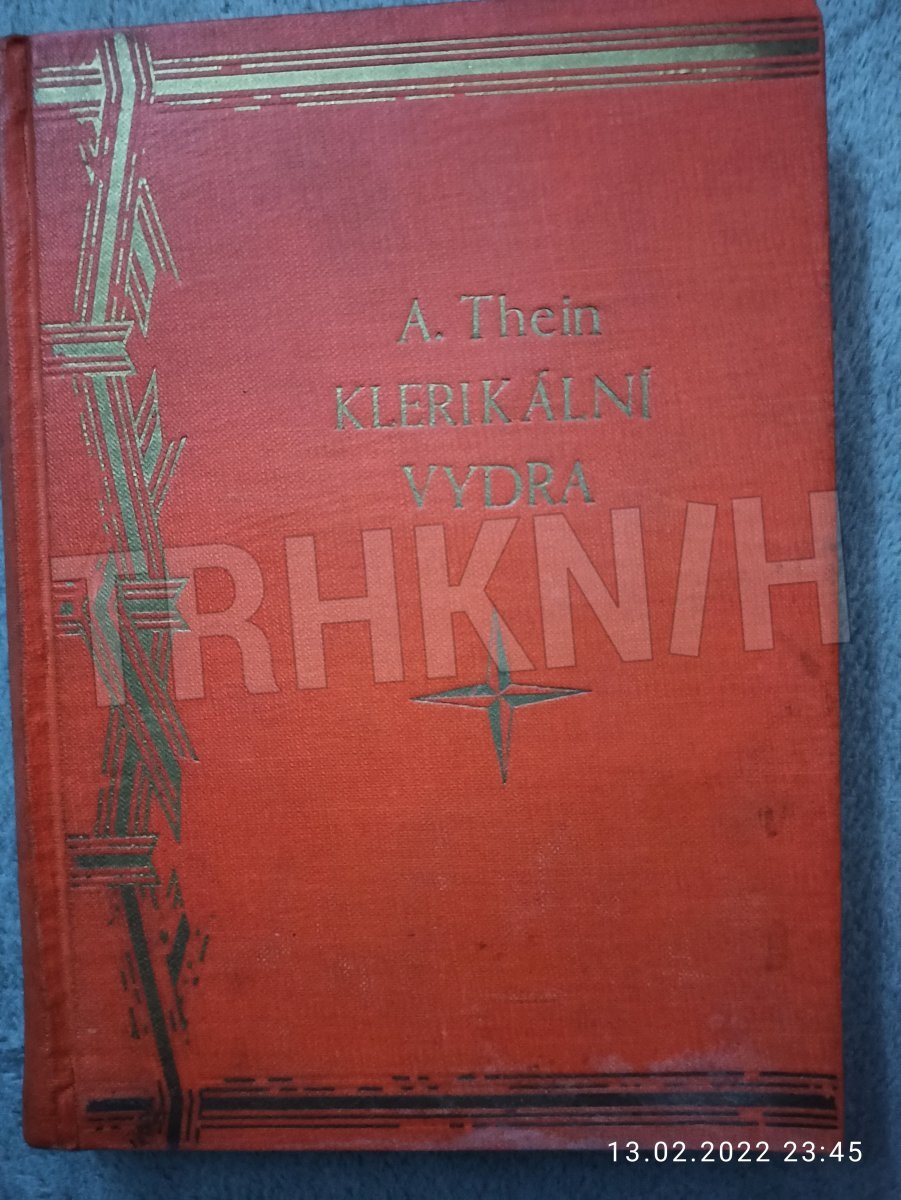 A. Thein
KLERIKÁLNÍ
VYDRA
TRHKNIH
13.02.2022 23:45